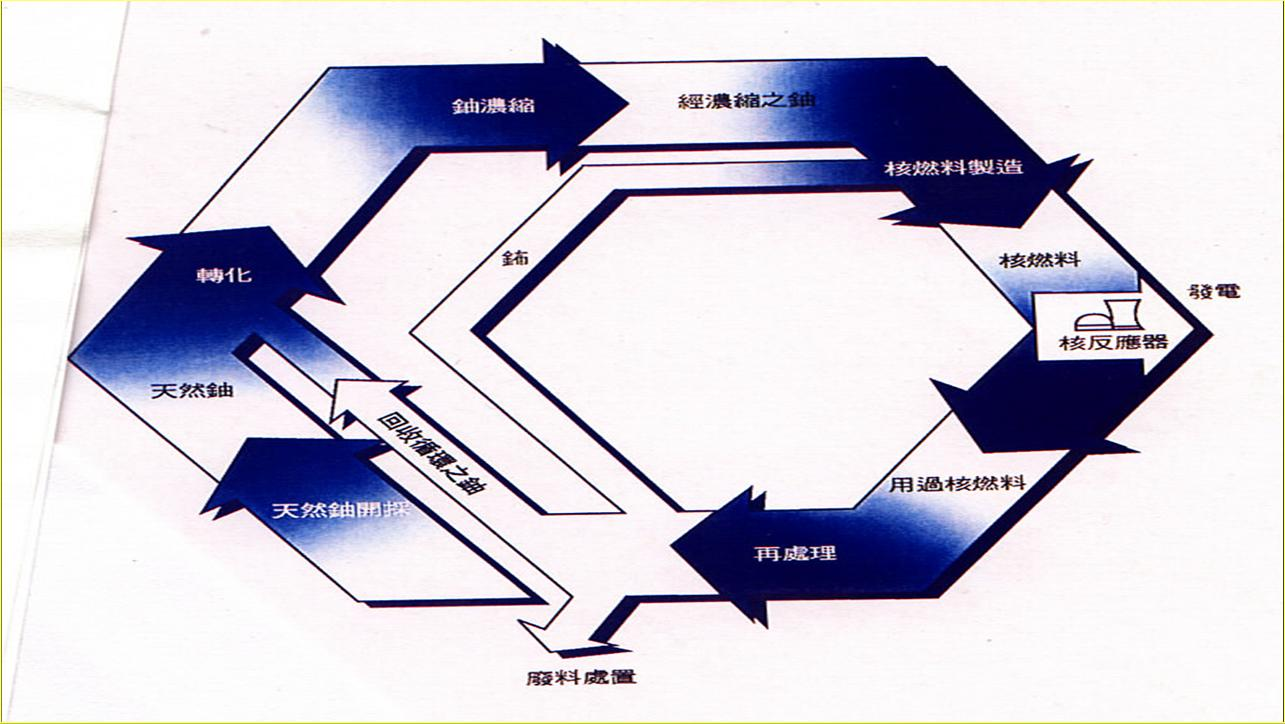 鈾濃縮
經濃縮之鈾
核燃料製造
鈽
核燃料
轉化
發電
核反應器
天然鈾
回收循環之鈾
用過核燃料
天然鈾開採
再處理
廢料處置